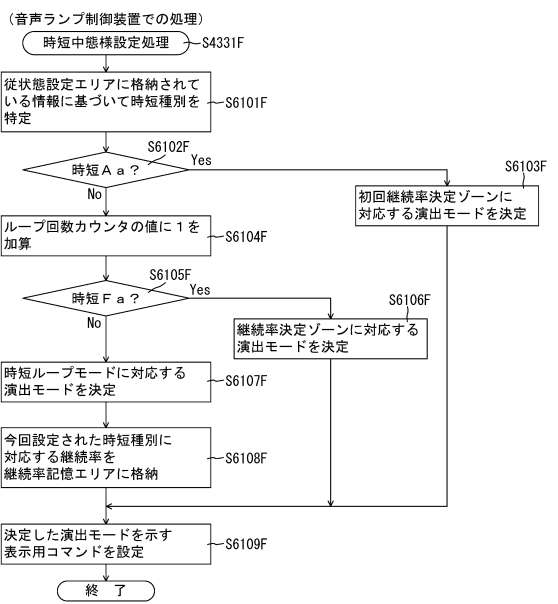 （音声ランプ制御装置での処理）
時短中態様設定処理
S4331F
従状態設定エリアに格納されて
いる情報に基づいて時短種別を
特定
S6101F
S6102F
時短Ａａ？
Yes
No
S6103F
初回継続率決定ゾーンに
対応する演出モードを決定
ループ回数カウンタの値に１を
加算
S6104F
S6105F
時短Ｆａ？
Yes
No
S6106F
継続率決定ゾーンに対応する
演出モードを決定
時短ループモードに対応する
演出モードを決定
S6107F
今回設定された時短種別に
対応する継続率を
継続率記憶エリアに格納
S6108F
決定した演出モードを示す
表示用コマンドを設定
S6109F
終　了